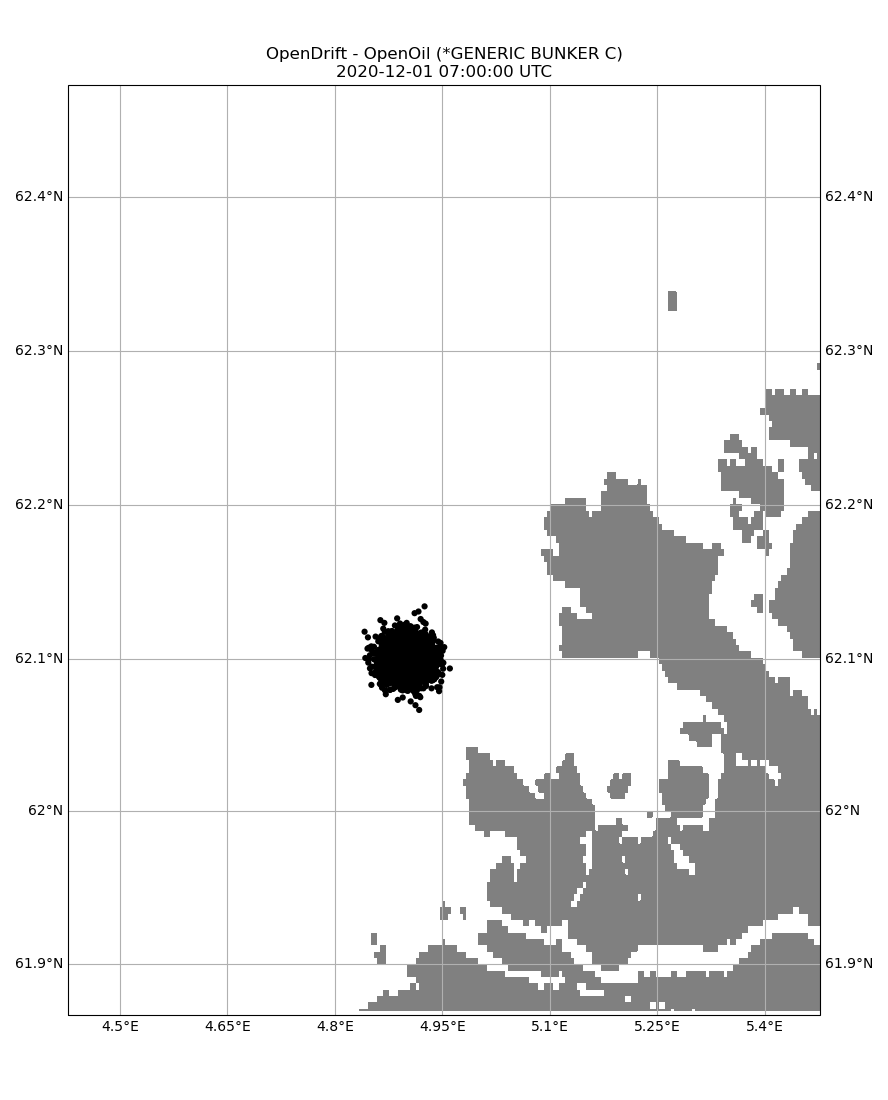 OpenDrift - OpenOil (*GENERIC BUNKER C)
2020-12-01 07:00:00 UTC
62.4°N 62.4°N
62.3°N 62.3°N
62.2°N 62.2°N
62.1°N 62.1°N
62°N 62°N
61.9°N 61.9°N
4.5°E 4.65°E 4.8°E 4.95°E 5.1°E 5.25°E 5.4°E